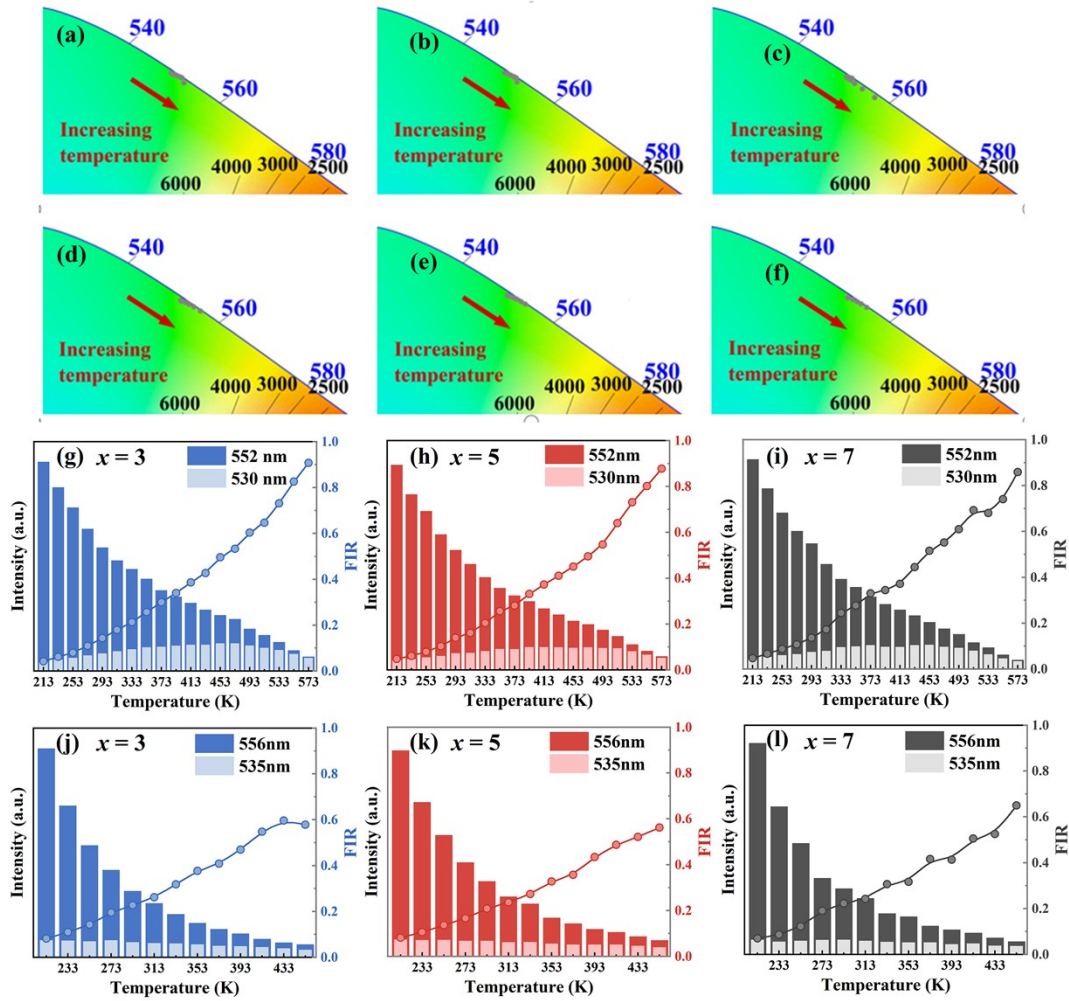 (a)
540
560
580
Increasing
temperature
6000
4000
3000
2500
(b)
540
560
580
Increasing
temperature
6000
4000
3000
2500
(c)
540
560
580
Increasing
temperature
6000
4000
3000
2500
(d)
540
560
580
Increasing
temperature
6000
4000
3000
2500
(e)
540
560
580
Increasing
temperature
6000
4000
3000
2500
(f)
540
560
580
Increasing
temperature
6000
4000
3000
2500
(g) x = 3
552 nm
530 nm
Intensity (a.u.)
1.0
0.8
0.6
0.4
0.2
0.0
FIR
213 253 293 333 373 413 453 493 533 573
Temperature (K)
(h) x = 5
552nm
530nm
Intensity (a.u.)
1.0
0.8
0.6
0.4
0.2
0.0
FIR
213 253 293 333 373 413 453 493 533 573
Temperature (K)
(i) x = 7
552nm
530nm
Intensity (a.u.)
1.0
0.8
0.6
0.4
0.2
0.0
FIR
213 253 293 333 373 413 453 493 533 573
Temperature (K)
(j) x = 3
556nm
535nm
Intensity (a.u.)
1.0
0.8
0.6
0.4
0.2
0.0
FIR
233 273 313 353 393 433
Temperature (K)
(k) x = 5
556nm
535nm
Intensity (a.u.)
1.0
0.8
0.6
0.4
0.2
0.0
FIR
233 273 313 353 393 433
Temperature (K)
(l) x = 7
556nm
535nm
Intensity (a.u.)
1.0
0.8
0.6
0.4
0.2
0.0
FIR
233 273 313 353 393 433
Temperature (K)